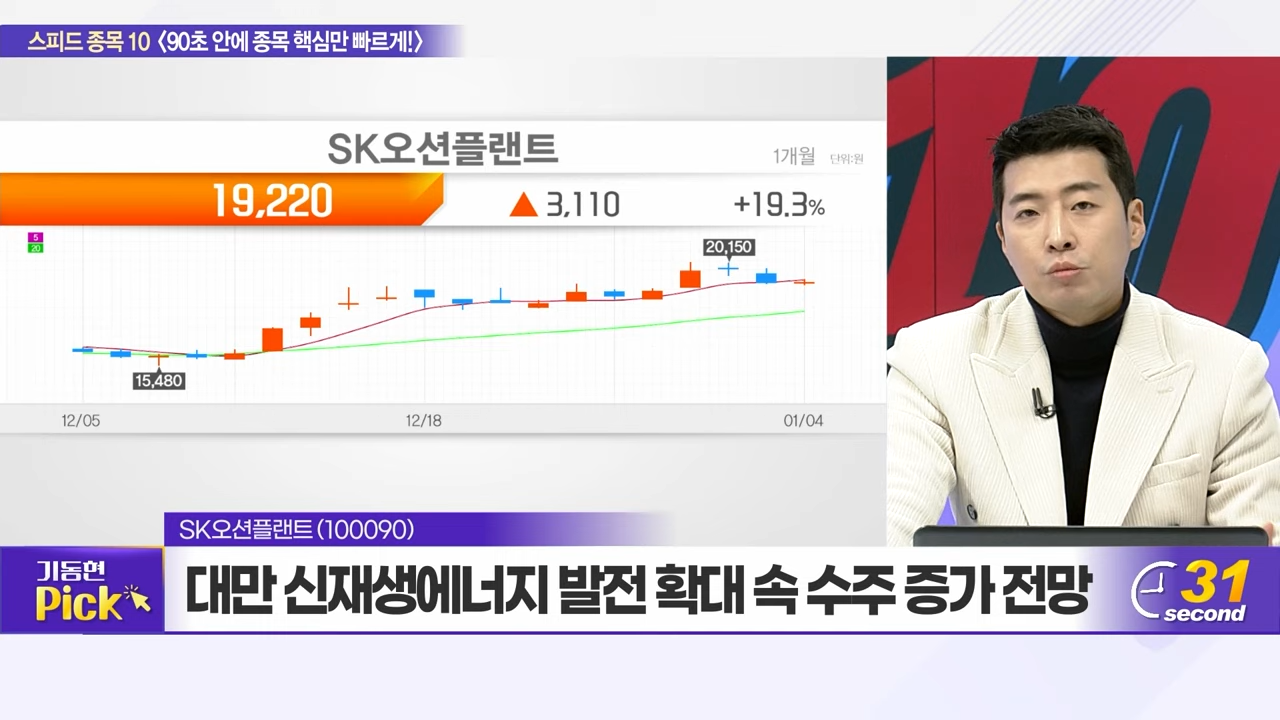 스피드 종목 10 〈90초 안에 종목 핵심만 빠르게!〉
SK오션플랜트
1개월 단위:원
19,220 ▲ 3,110 +19.3%
5
20
20,150
15,480
12/05 12/18 01/04
SK오션플랜트(100090)
기동현
Pick
대만 신재생에너지 발전 확대 속 수주 증가 전망
31
second